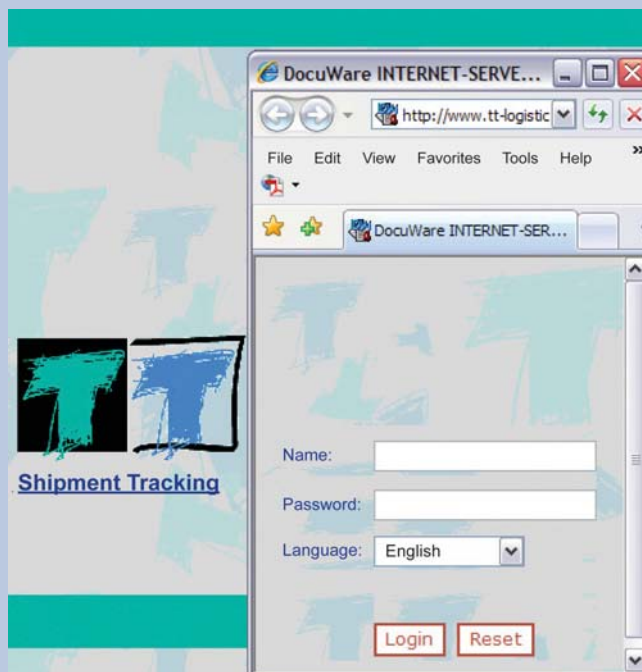 DocuWare INTERNET-SERVE...
http://www.tt-logistic
File Edit View Favorites Tools Help »
DocuWare INTERNET-SER...
TT
Shipment Tracking
Name:
Password:
Language: English
Login Reset